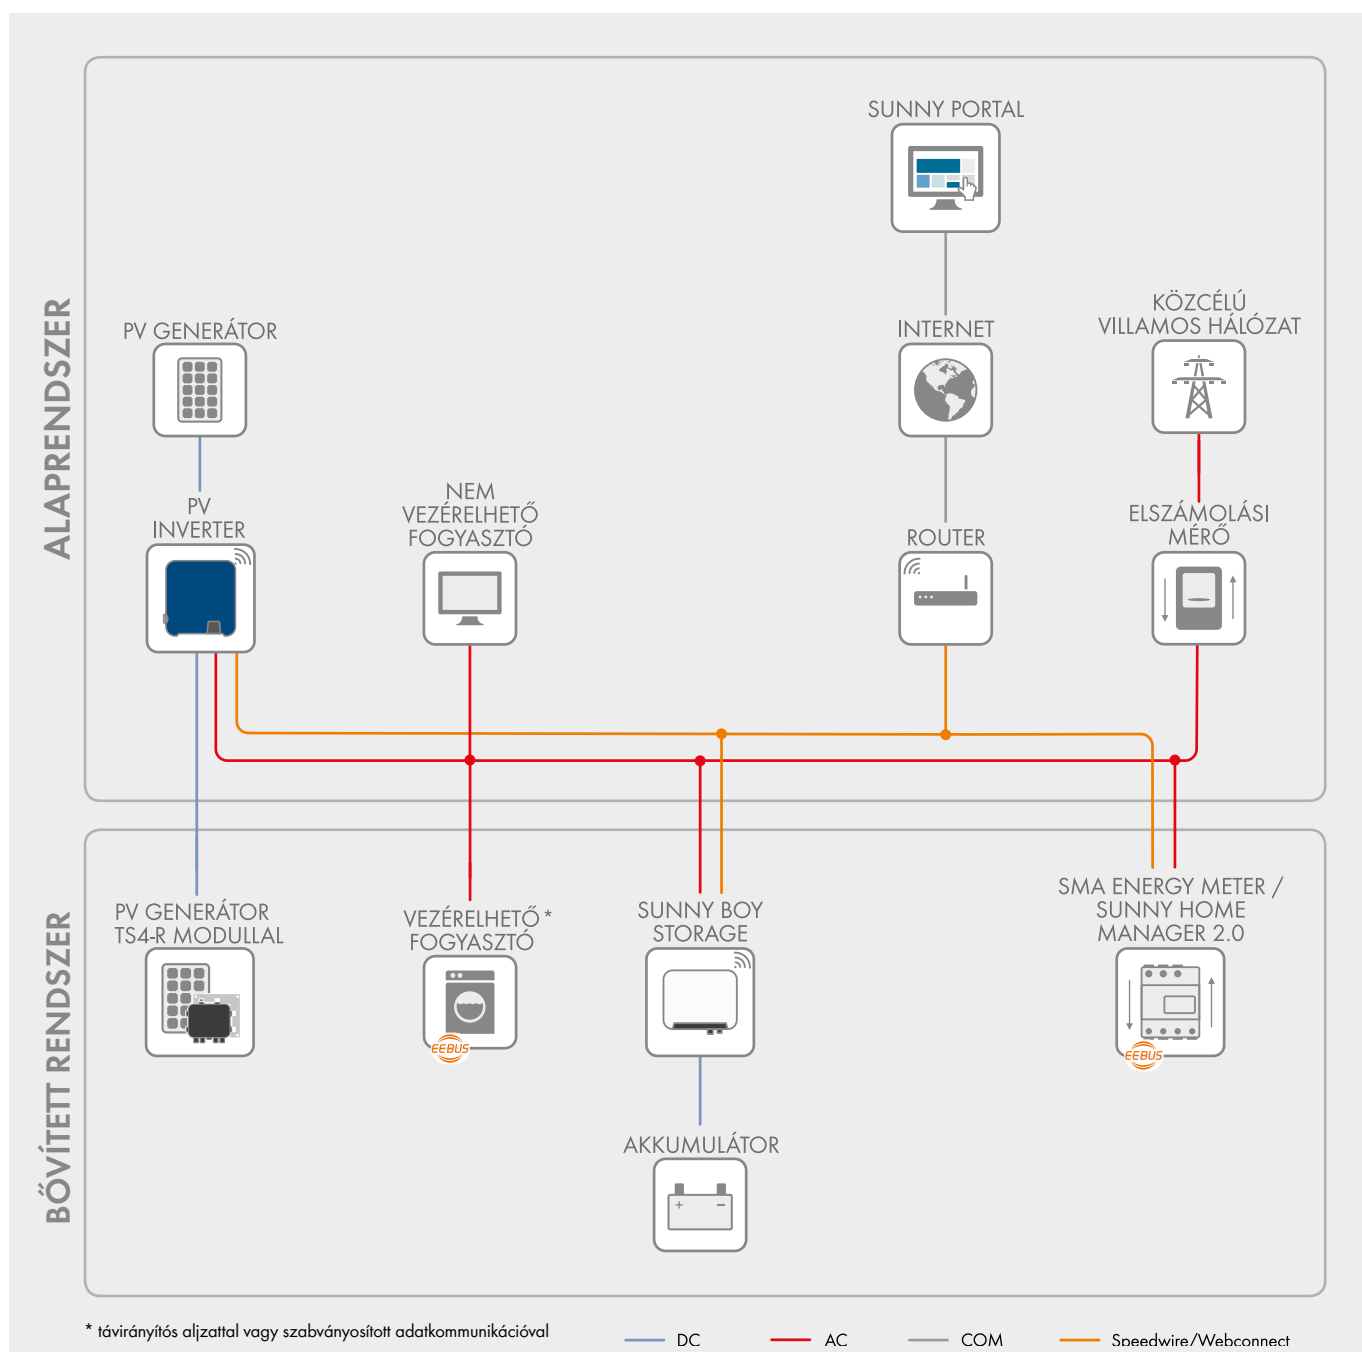 ALAPRENDSZER
SUNNY PORTAL
PV GENERÁTOR
INTERNET
KÖZCÉLÚ
VILLAMOS HÁLÓZAT
PV
INVERTER
NEM
VEZÉRELHETŐ
FOGYASZTÓ
ROUTER
ELSZÁMOLÁSI
MÉRŐ
BŐVÍTETT RENDSZER
PV GENERÁTOR
TS4-R MODULLAL
VEZÉRELHETŐ *
FOGYASZTÓ
EEBUS
SUNNY BOY
STORAGE
SMA ENERGY METER /
SUNNY HOME
MANAGER 2.0
EEBUS
AKKUMULÁTOR
+ −
* távirányítós aljzattal vagy szabványosított adatkommunikációval
DC
AC
COM
Speedwire/Webconnect